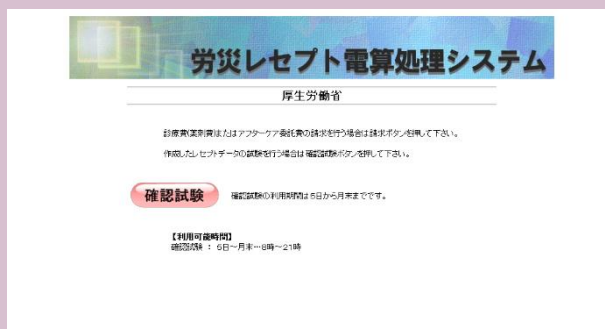 労災レセプト電算処理システム
厚生労働省
診療費(薬剤費)またはアフターケア委託費の請求を行う場合は請求ボタンを押して下さい。
作成したレセプトデータの試験を行う場合は確認試験ボタンを押して下さい。
確認試験 確認試験の利用期間は5日から月末までです。
【利用可能時間】
確認試験 ： 5日～月末…8時～21時